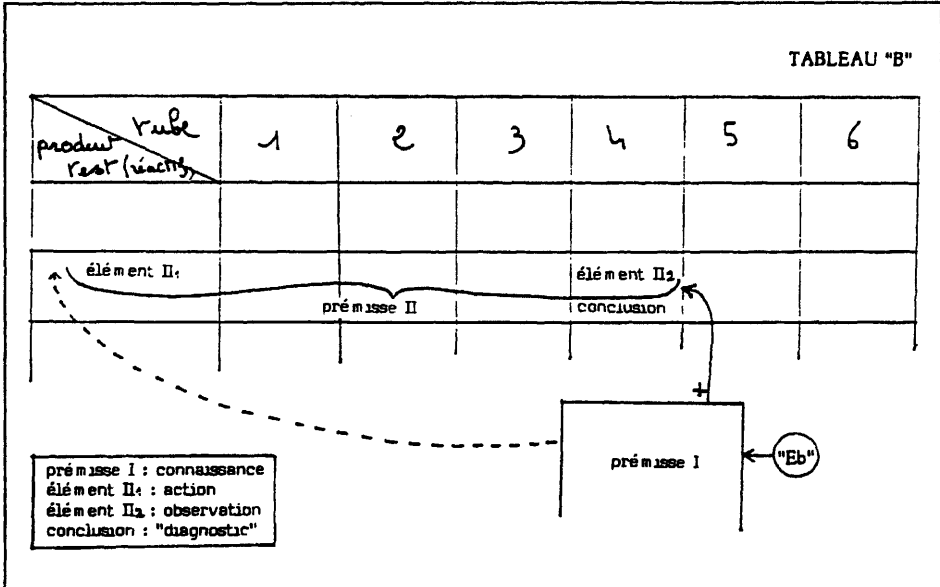 TABLEAU "B"
tube
produit
test (réactif)
1 2 3 4 5 6
élément II₁ élément II₂
prémisse II conclusion
+
prémisse I "Eb"
prémisse I : connaissance
élément II₁ : action
élément II₂ : observation
conclusion : "diagnostic"